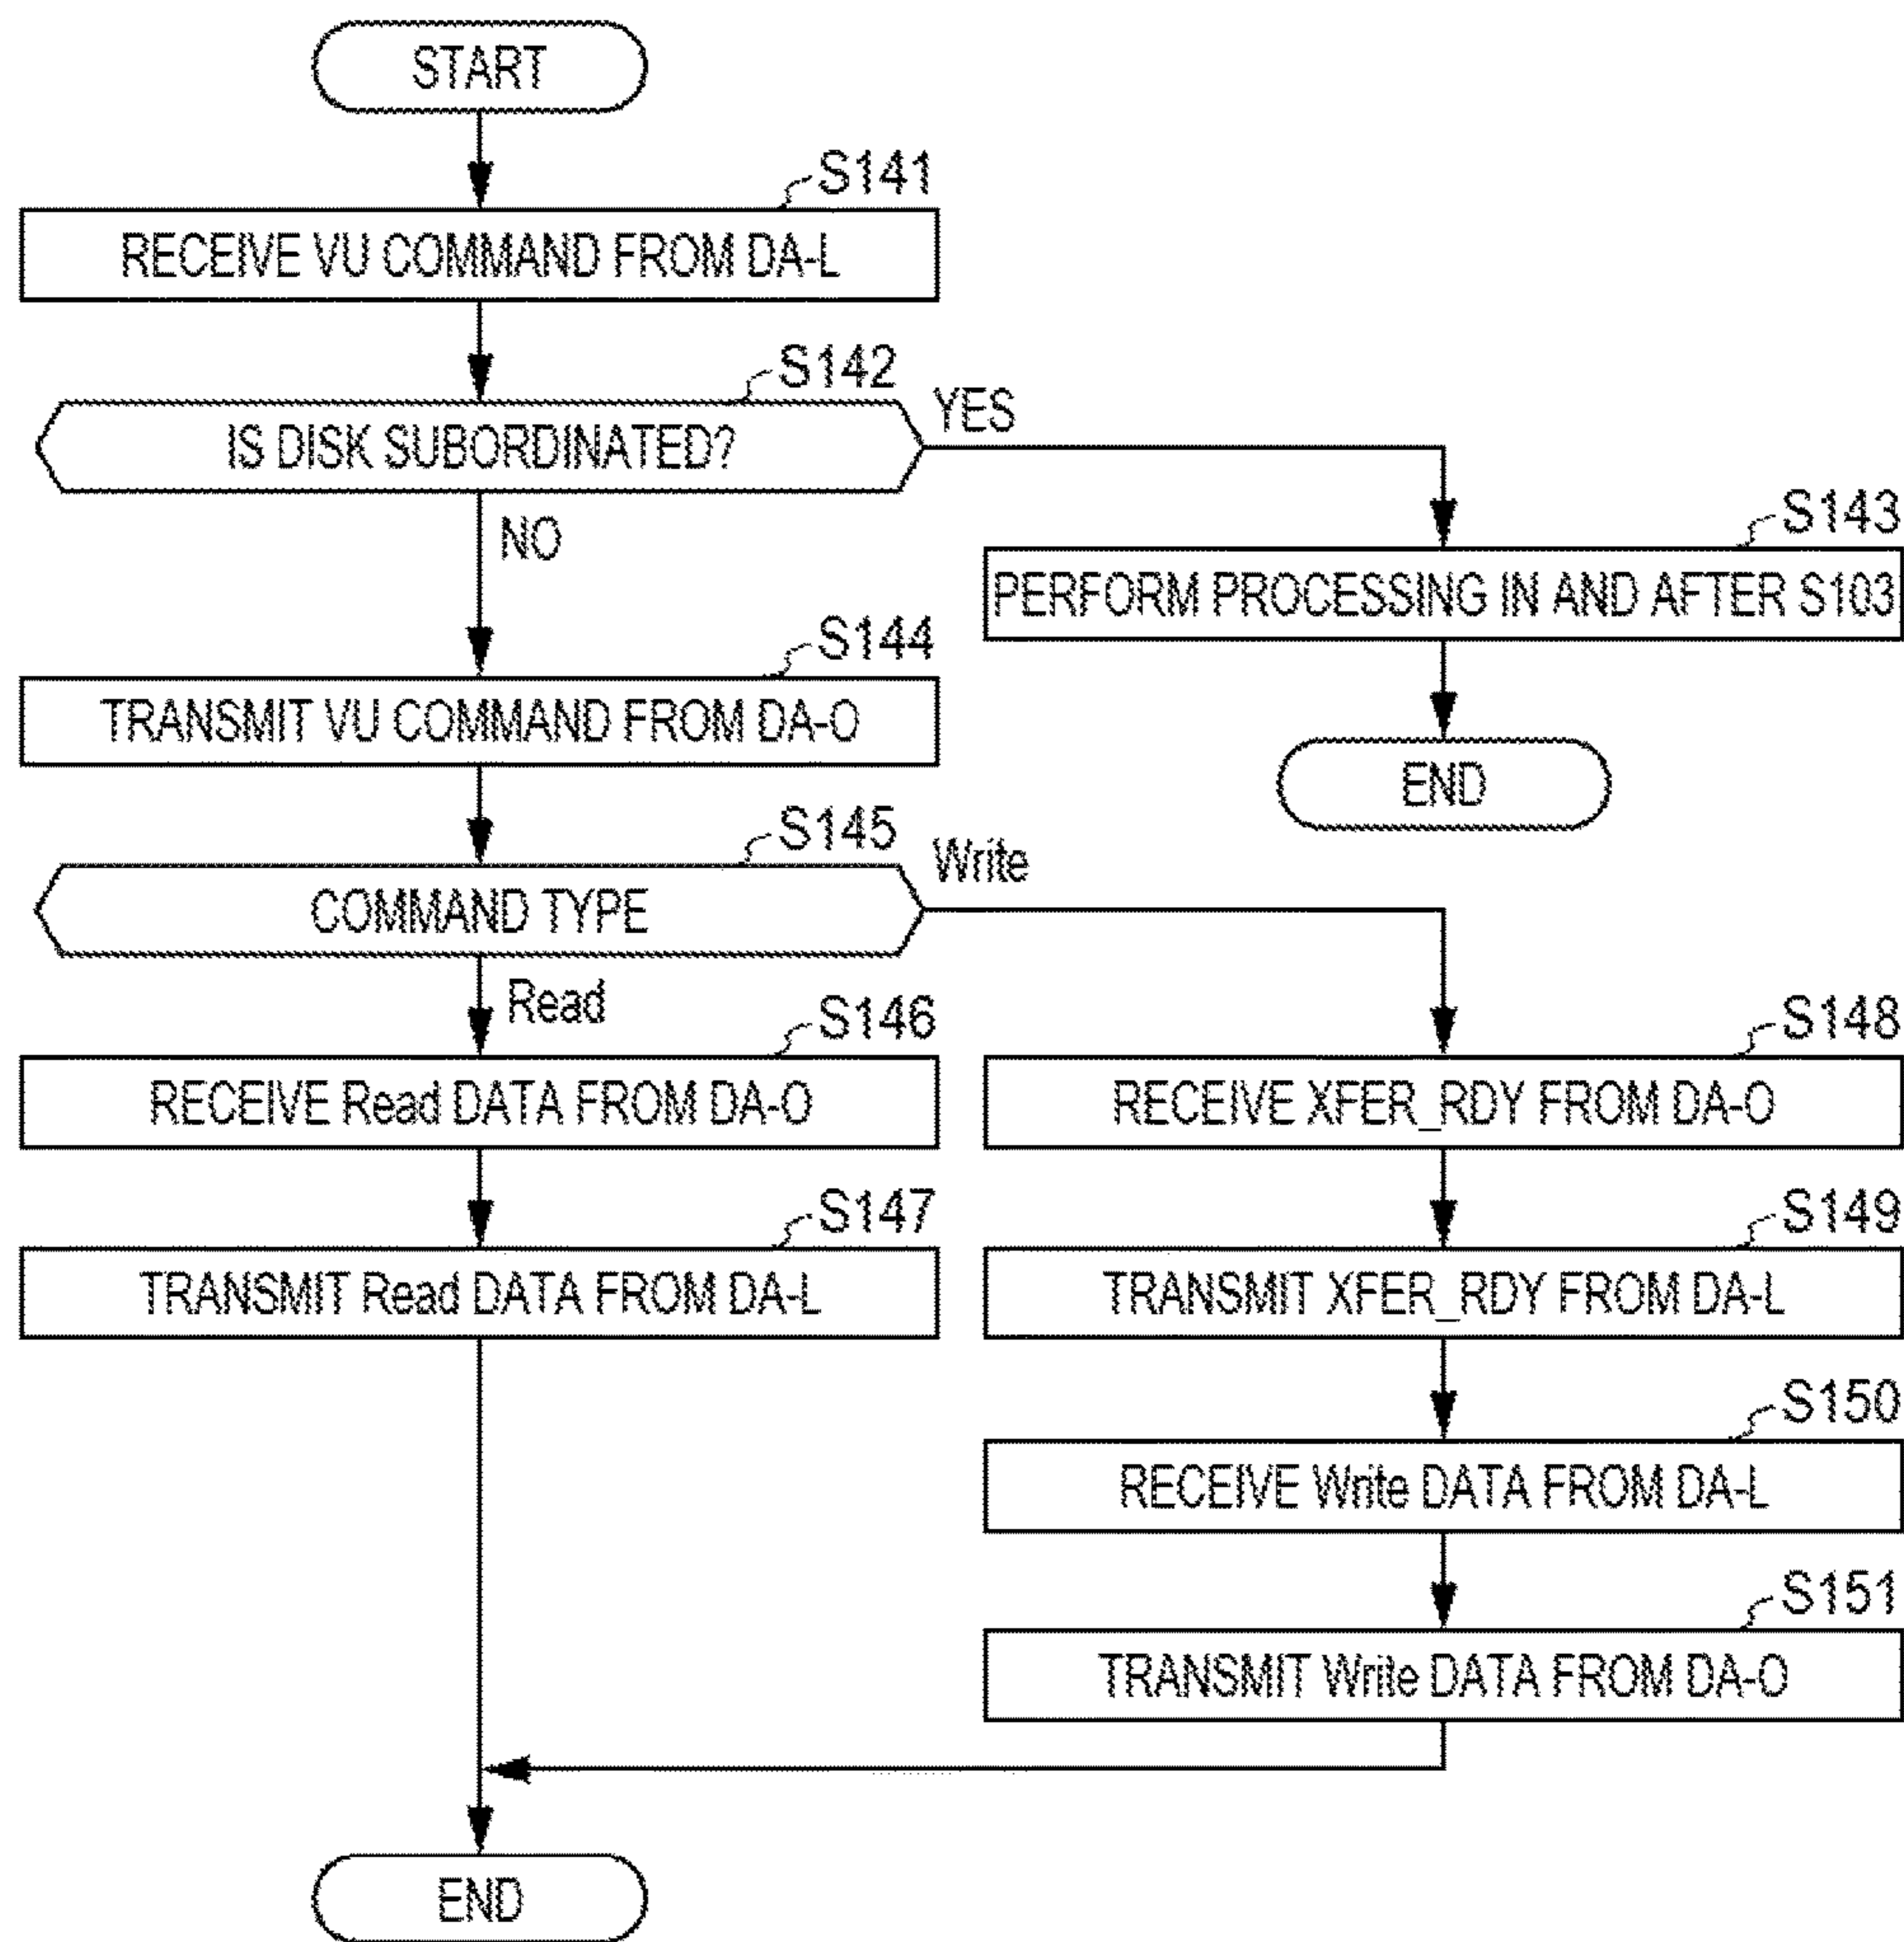 START
S141
RECEIVE VU COMMAND FROM DA-L
S142
IS DISK SUBORDINATED?
YES
NO
S143
PERFORM PROCESSING IN AND AFTER S103
END
S144
TRANSMIT VU COMMAND FROM DA-O
S145
COMMAND TYPE
Write
Read
S146
RECEIVE Read DATA FROM DA-O
S147
TRANSMIT Read DATA FROM DA-L
S148
RECEIVE XFER_RDY FROM DA-O
S149
TRANSMIT XFER_RDY FROM DA-L
S150
RECEIVE Write DATA FROM DA-L
S151
TRANSMIT Write DATA FROM DA-O
END